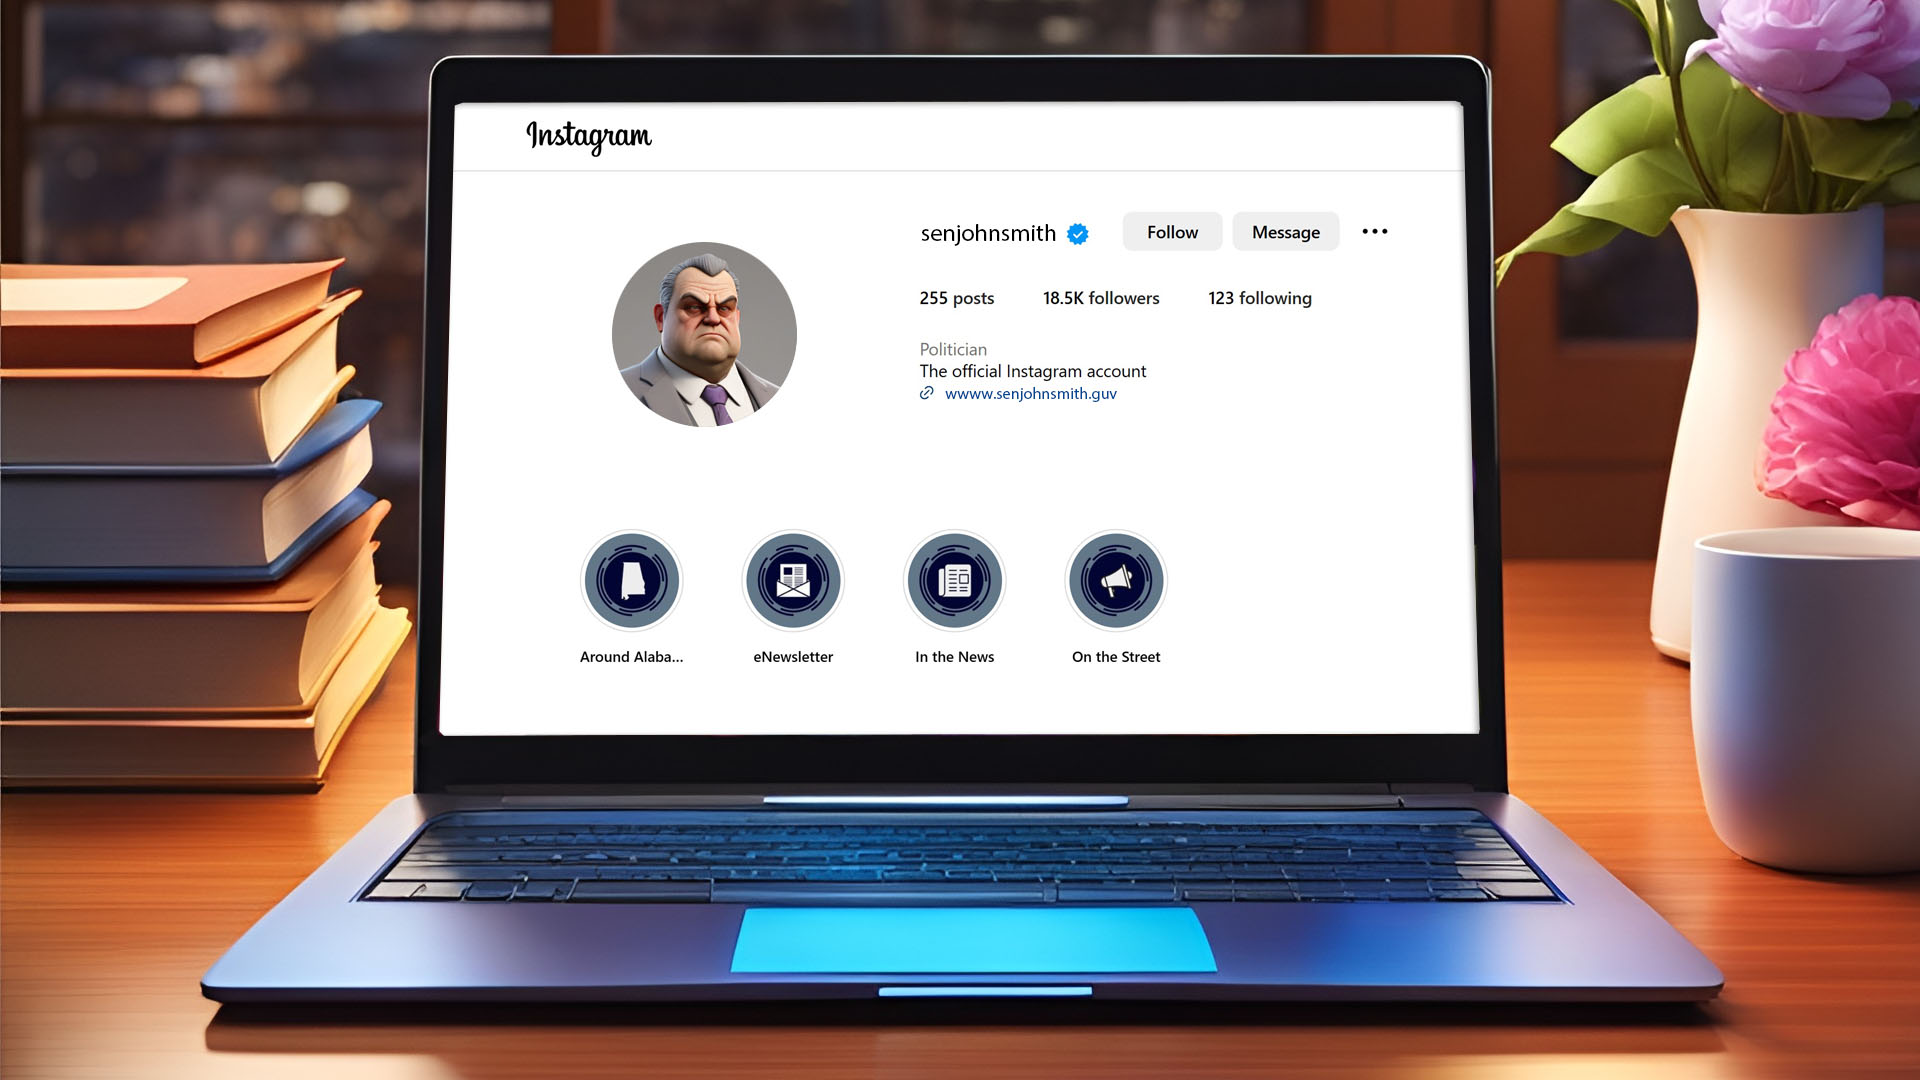 Instagram
senjohnsmith Follow Message
255 posts 18.5K followers 123 following
Politician
The official Instagram account
wwww.senjohnsmith.guv
Around Alaba... eNewsletter In the News On the Street